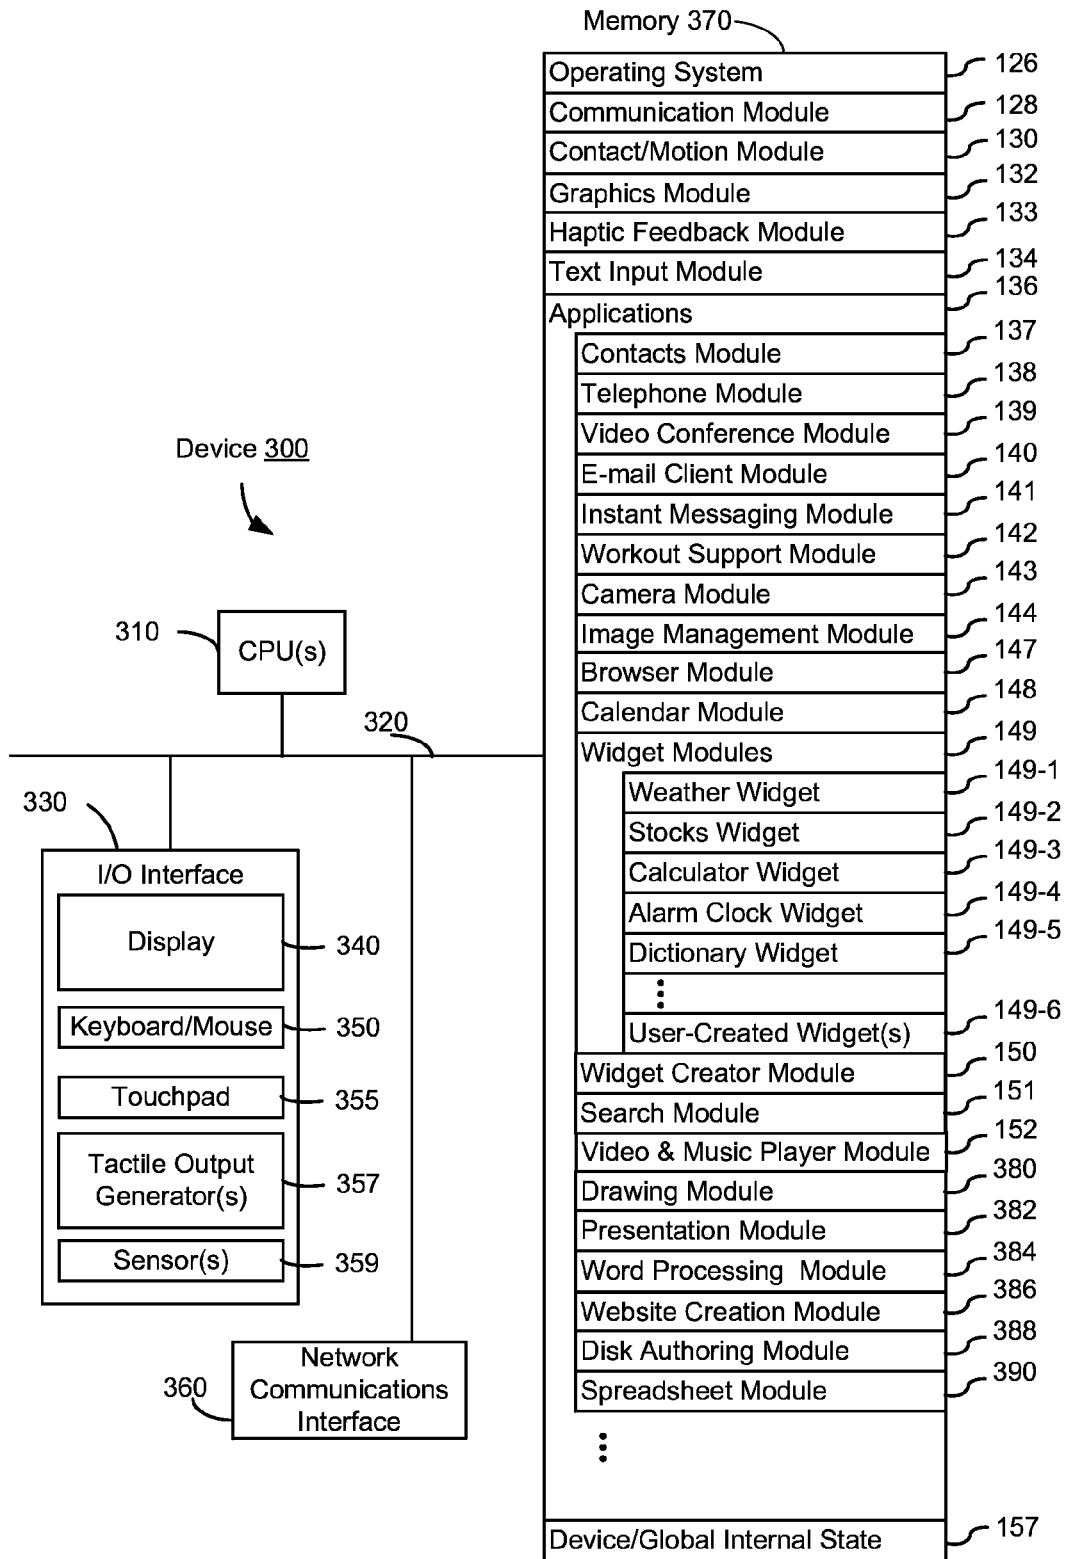 Memory 370
Operating System 126
Communication Module 128
Contact/Motion Module 130
Graphics Module 132
Haptic Feedback Module 133
Text Input Module 134
Applications 136
Contacts Module 137
Telephone Module 138
Video Conference Module 139
E-mail Client Module 140
Instant Messaging Module 141
Workout Support Module 142
Camera Module 143
Image Management Module 144
Browser Module 147
Calendar Module 148
Widget Modules 149
Weather Widget 149-1
Stocks Widget 149-2
Calculator Widget 149-3
Alarm Clock Widget 149-4
Dictionary Widget 149-5
User-Created Widget(s) 149-6
Widget Creator Module 150
Search Module 151
Video & Music Player Module 152
Drawing Module 380
Presentation Module 382
Word Processing Module 384
Website Creation Module 386
Disk Authoring Module 388
Spreadsheet Module 390
Device/Global Internal State 157
Device 300
310
CPU(s)
320
330
I/O Interface
Display 340
Keyboard/Mouse 350
Touchpad 355
Tactile Output
Generator(s) 357
Sensor(s) 359
360
Network
Communications
Interface